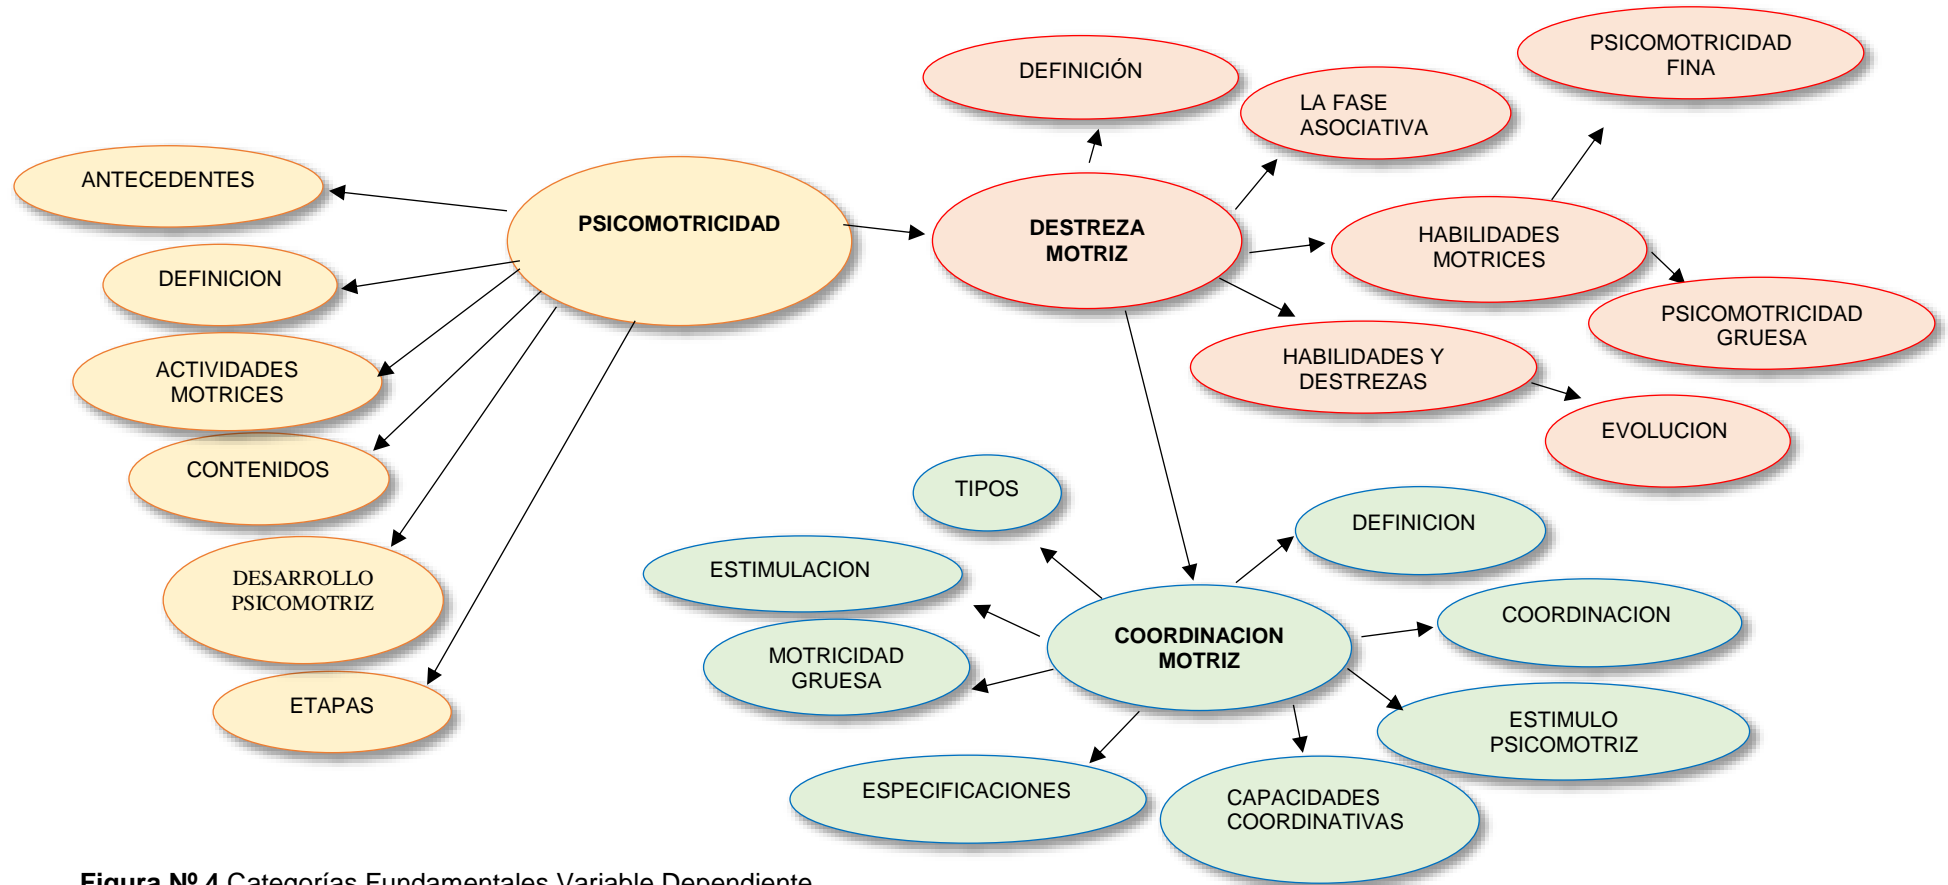 PSICOMOTRICIDAD
ANTECEDENTES
DEFINICION
ACTIVIDADES
MOTRICES
CONTENIDOS
DESARROLLO
PSICOMOTRIZ
ETAPAS
DESTREZA
MOTRIZ
DEFINICIÓN
LA FASE
ASOCIATIVA
HABILIDADES
MOTRICES
PSICOMOTRICIDAD
FINA
PSICOMOTRICIDAD
GRUESA
HABILIDADES Y
DESTREZAS
EVOLUCION
COORDINACION
MOTRIZ
TIPOS
ESTIMULACION
MOTRICIDAD
GRUESA
ESPECIFICACIONES
CAPACIDADES
COORDINATIVAS
ESTIMULO
PSICOMOTRIZ
COORDINACION
DEFINICION
Figura Nº 4 Categorías Fundamentales Variable Dependiente